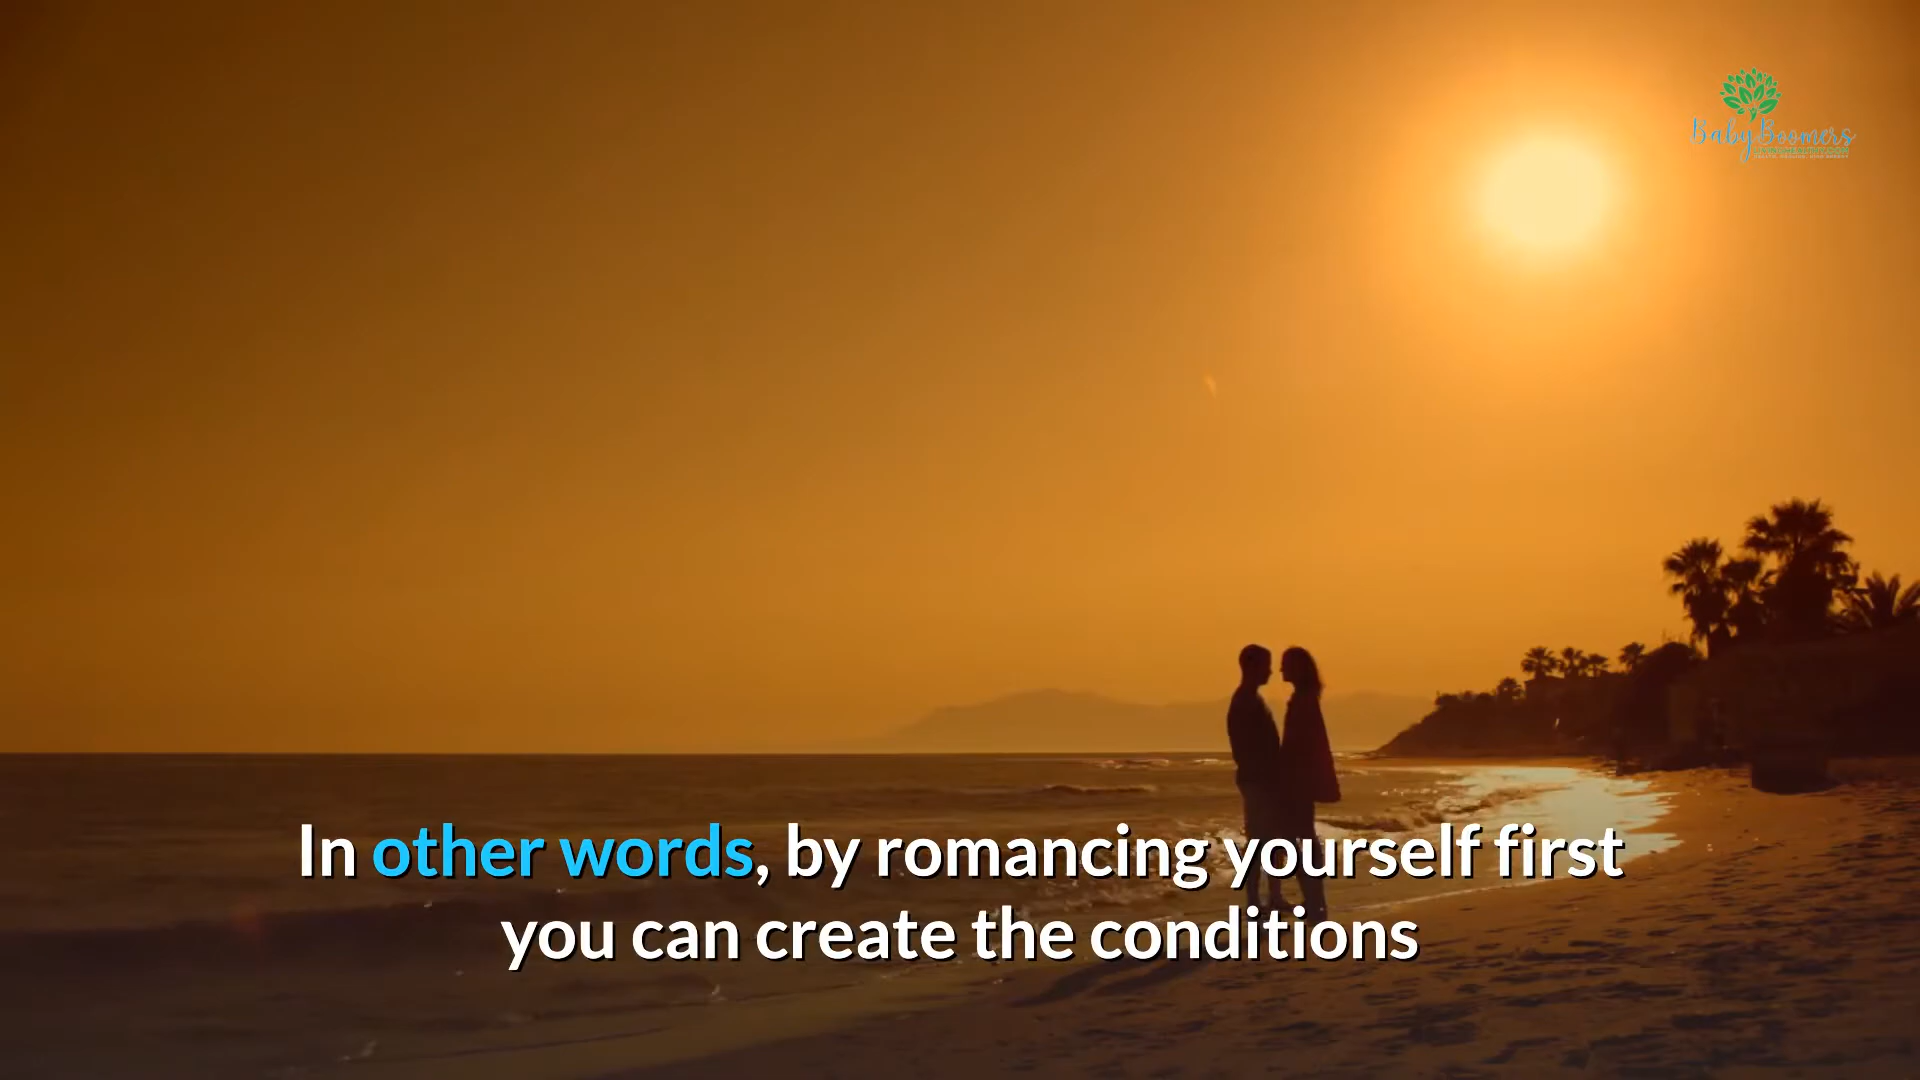 Baby Boomers
In other words, by romancing yourself first
you can create the conditions